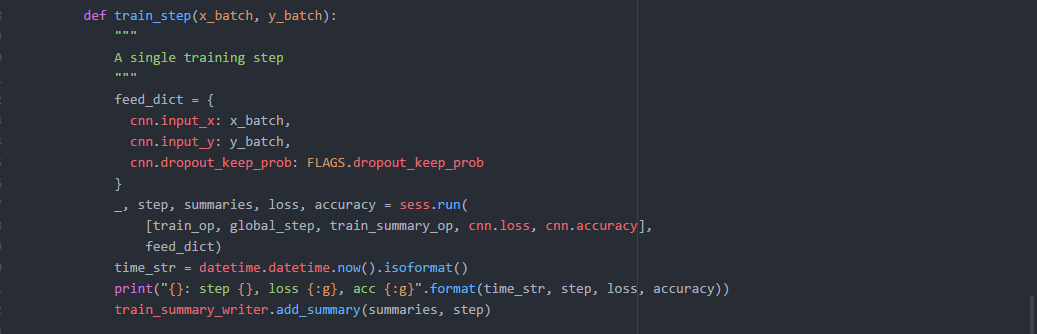 def train_step(x_batch, y_batch):
"""
A single training step
"""
feed_dict = {
cnn.input_x: x_batch,
cnn.input_y: y_batch,
cnn.dropout_keep_prob: FLAGS.dropout_keep_prob
}
_, step, summaries, loss, accuracy = sess.run(
[train_op, global_step, train_summary_op, cnn.loss, cnn.accuracy],
feed_dict)
time_str = datetime.datetime.now().isoformat()
print("{}: step {}, loss {:g}, acc {:g}".format(time_str, step, loss, accuracy))
train_summary_writer.add_summary(summaries, step)